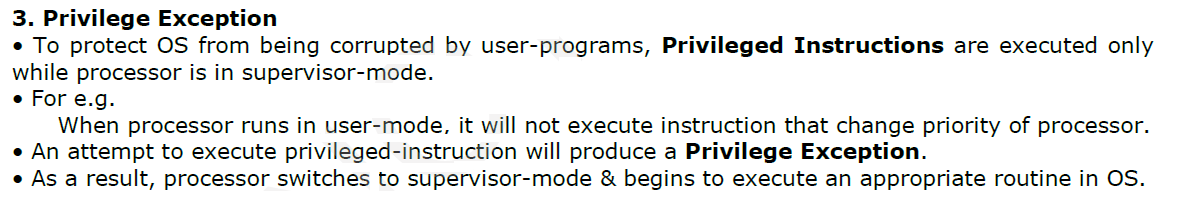 3. Privilege Exception
• To protect OS from being corrupted by user-programs, Privileged Instructions are executed only
while processor is in supervisor-mode.
• For e.g.
When processor runs in user-mode, it will not execute instruction that change priority of processor.
• An attempt to execute privileged-instruction will produce a Privilege Exception.
• As a result, processor switches to supervisor-mode & begins to execute an appropriate routine in OS.